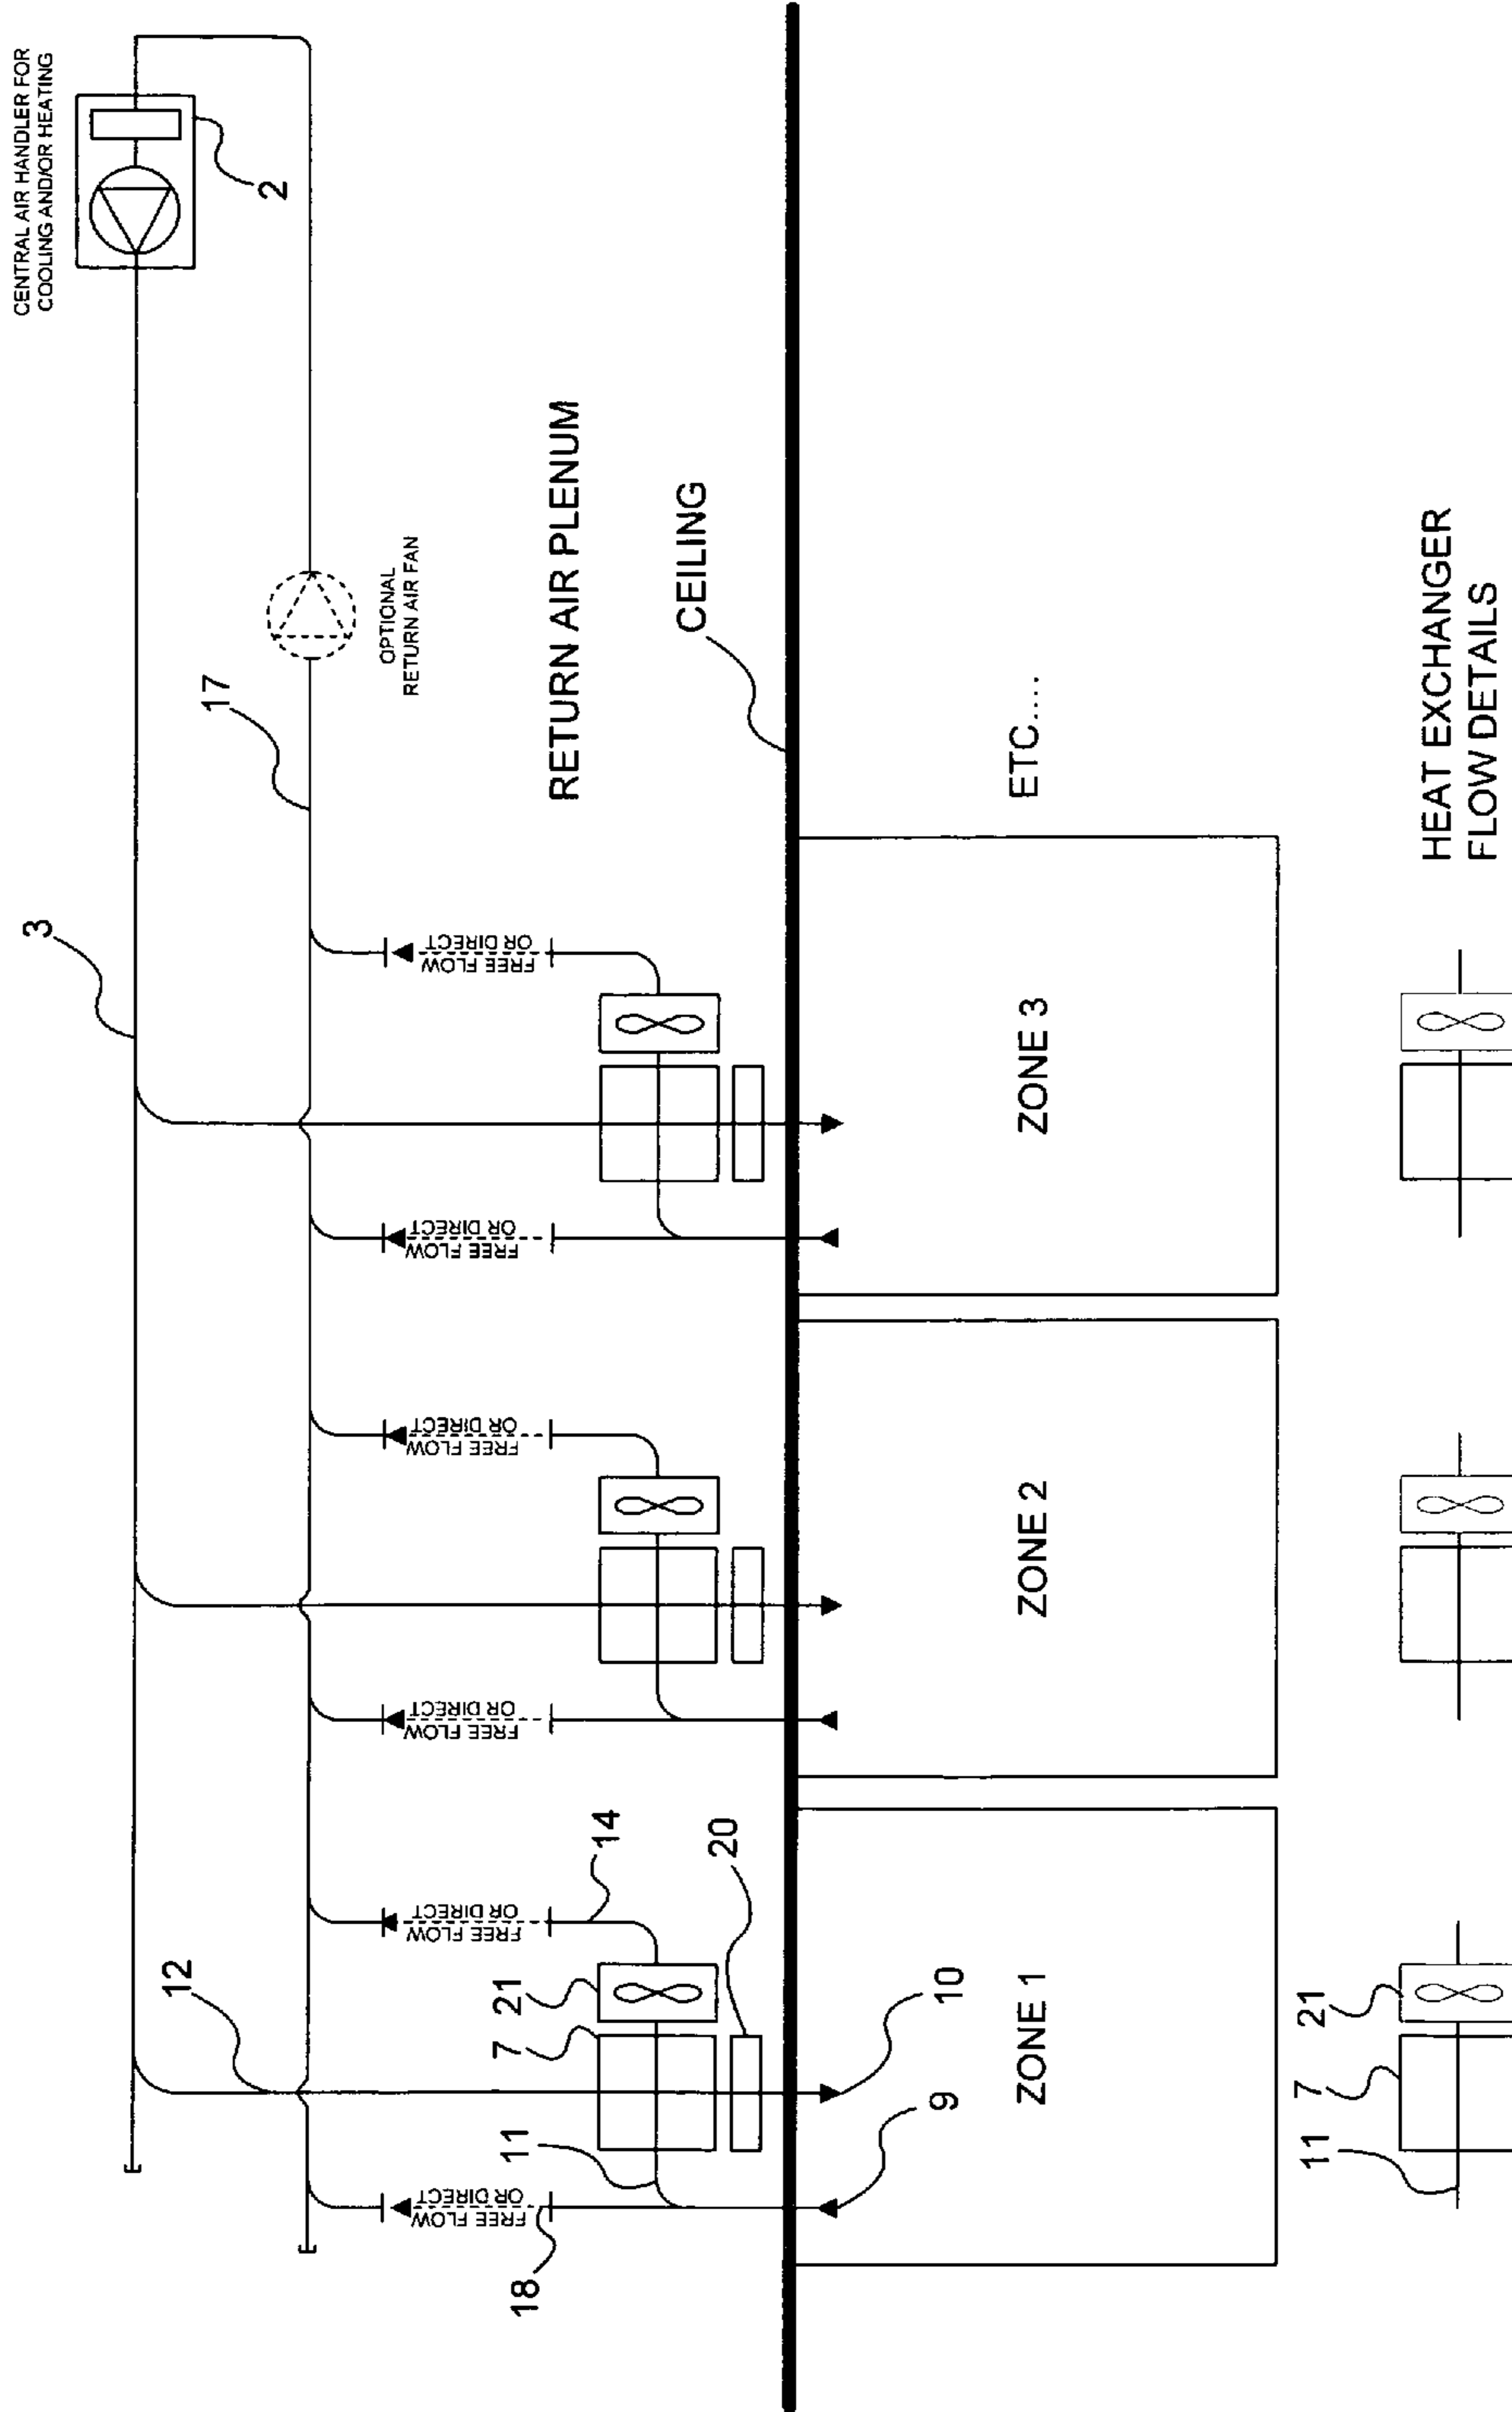 CENTRAL AIR HANDLER FOR
COOLING AND/OR HEATING
2
3
17
12
OPTIONAL
RETURN AIR FAN
RETURN AIR PLENUM
CEILING
FREE FLOW
OR DIRECT
FREE FLOW
OR DIRECT
FREE FLOW
OR DIRECT
FREE FLOW
OR DIRECT
FREE FLOW
OR DIRECT
FREE FLOW
OR DIRECT
18
11
7
21
14
20
9
10
ZONE 1
ZONE 2
ZONE 3
ETC....
11
7
21
HEAT EXCHANGER
FLOW DETAILS